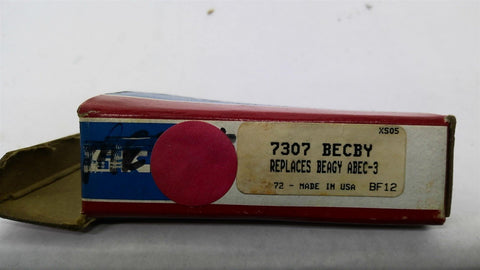 XS05
7307 BECBY
REPLACES BEAGY ABEC-3
72 - MADE IN USA BF12